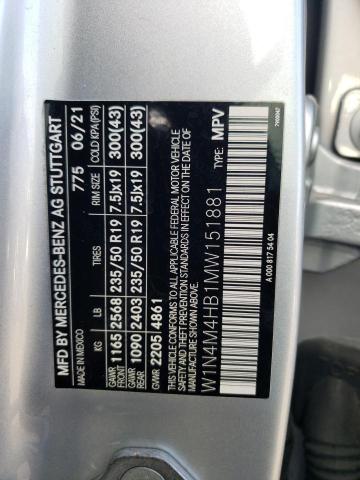 MFD BY MERCEDES-BENZ AG STUTTGART
MADE IN MEXICO 775 06/21
KG LB TIRES RIM SIZE COLD KPA/(PSI)
GAWR FRONT 1165 2568 235/50 R19 7.5Jx19 300(43)
GAWR REAR 1090 2403 235/50 R19 7.5Jx19 300(43)
GVWR 2205 4861
THIS VEHICLE CONFORMS TO ALL APPLICABLE FEDERAL MOTOR VEHICLE
SAFETY AND THEFT PREVENTION STANDARDS IN EFFECT ON THE DATE OF
MANUFACTURE SHOWN ABOVE.
W1N4M4HB1MW151881 TYPE: MPV
A 000 817 54 04